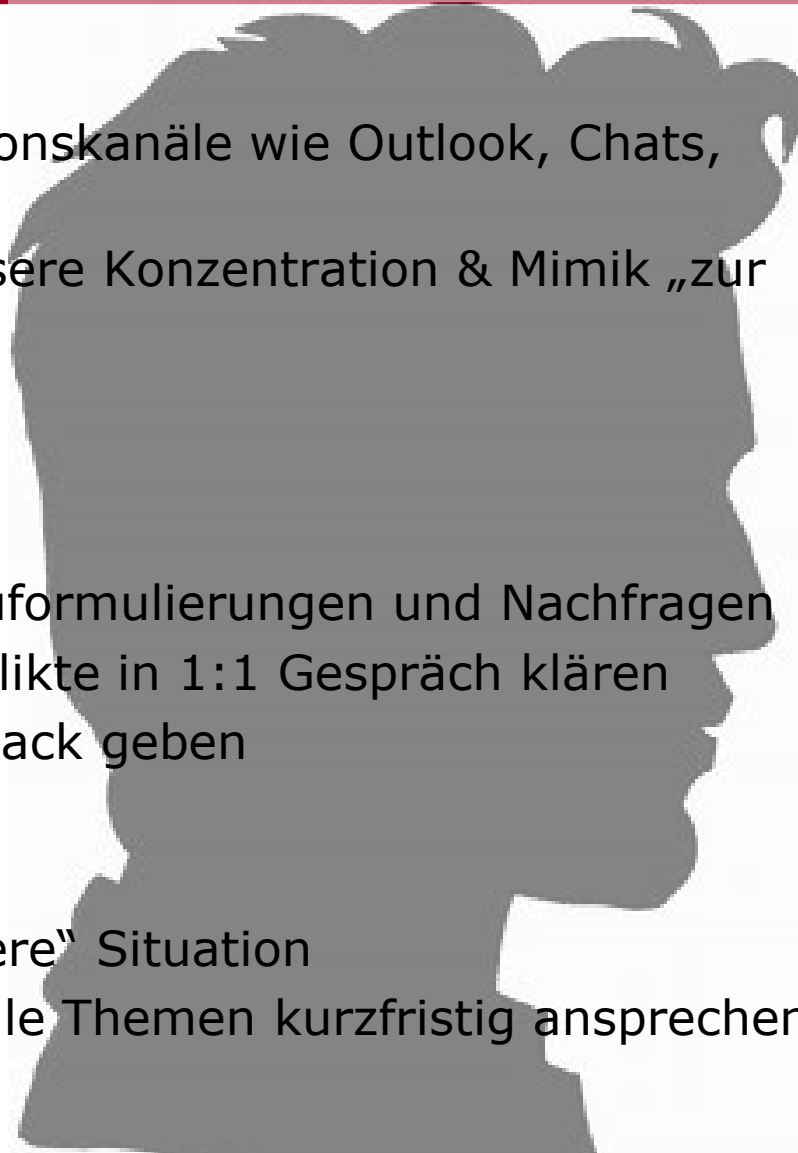 onskanäle wie Outlook, Chats,
sere Konzentration & Mimik „zur
uformulierungen und Nachfragen
likte in 1:1 Gespräch klären
ack geben
ere“ Situation
le Themen kurzfristig ansprechen